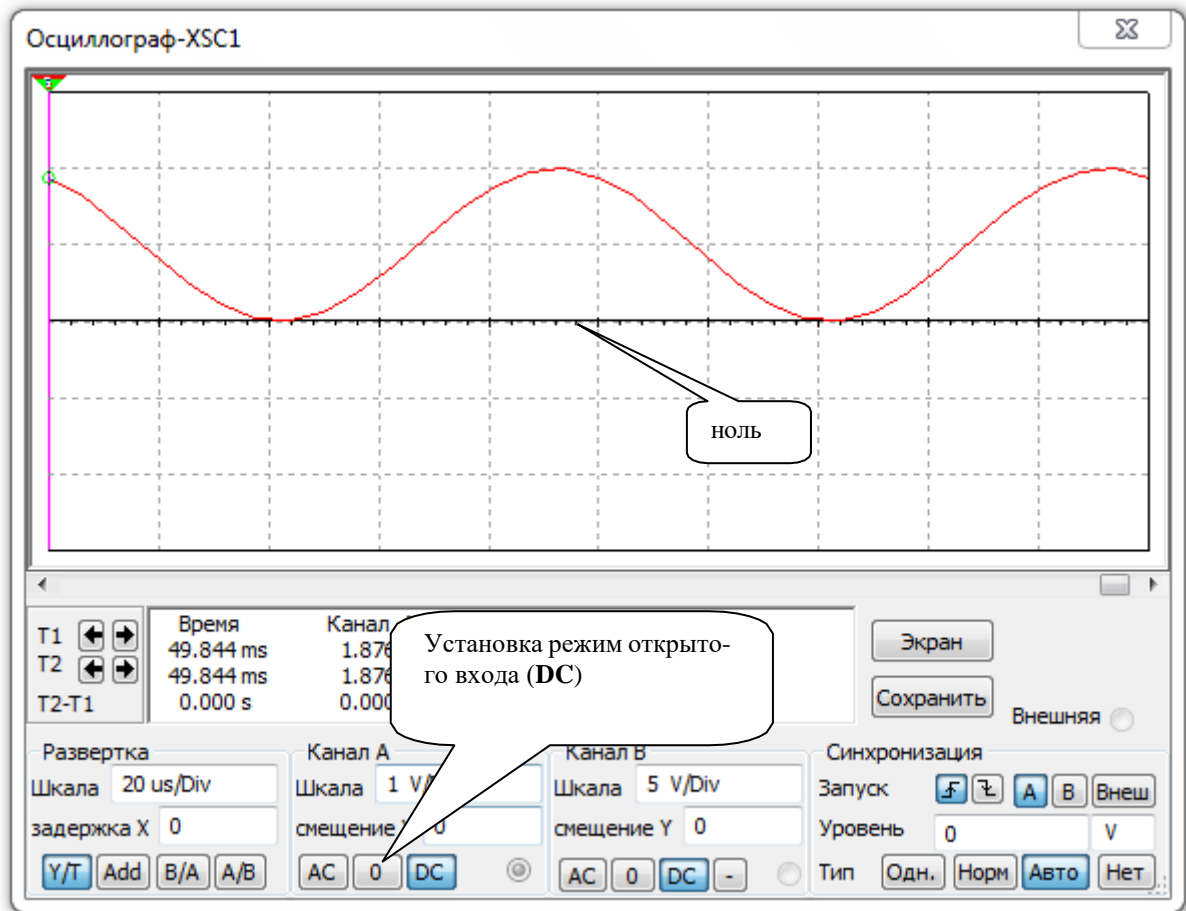 Осциллограф-XSC1
ноль
Время Канал
T1 49.844 ms 1.876
T2 49.844 ms 1.876
T2-T1 0.000 s 0.000
Установка режим открыто-
го входа (DC)
Экран
Сохранить
Внешняя
Развертка
Шкала 20 us/Div
задержка X 0
Y/T Add B/A A/B
Канал A
Шкала 1 V/
смещение 0
AC 0 DC
Канал B
Шкала 5 V/Div
смещение Y 0
AC 0 DC -
Синхронизация
Запуск A B Внеш
Уровень 0 V
Тип Одн. Норм Авто Нет